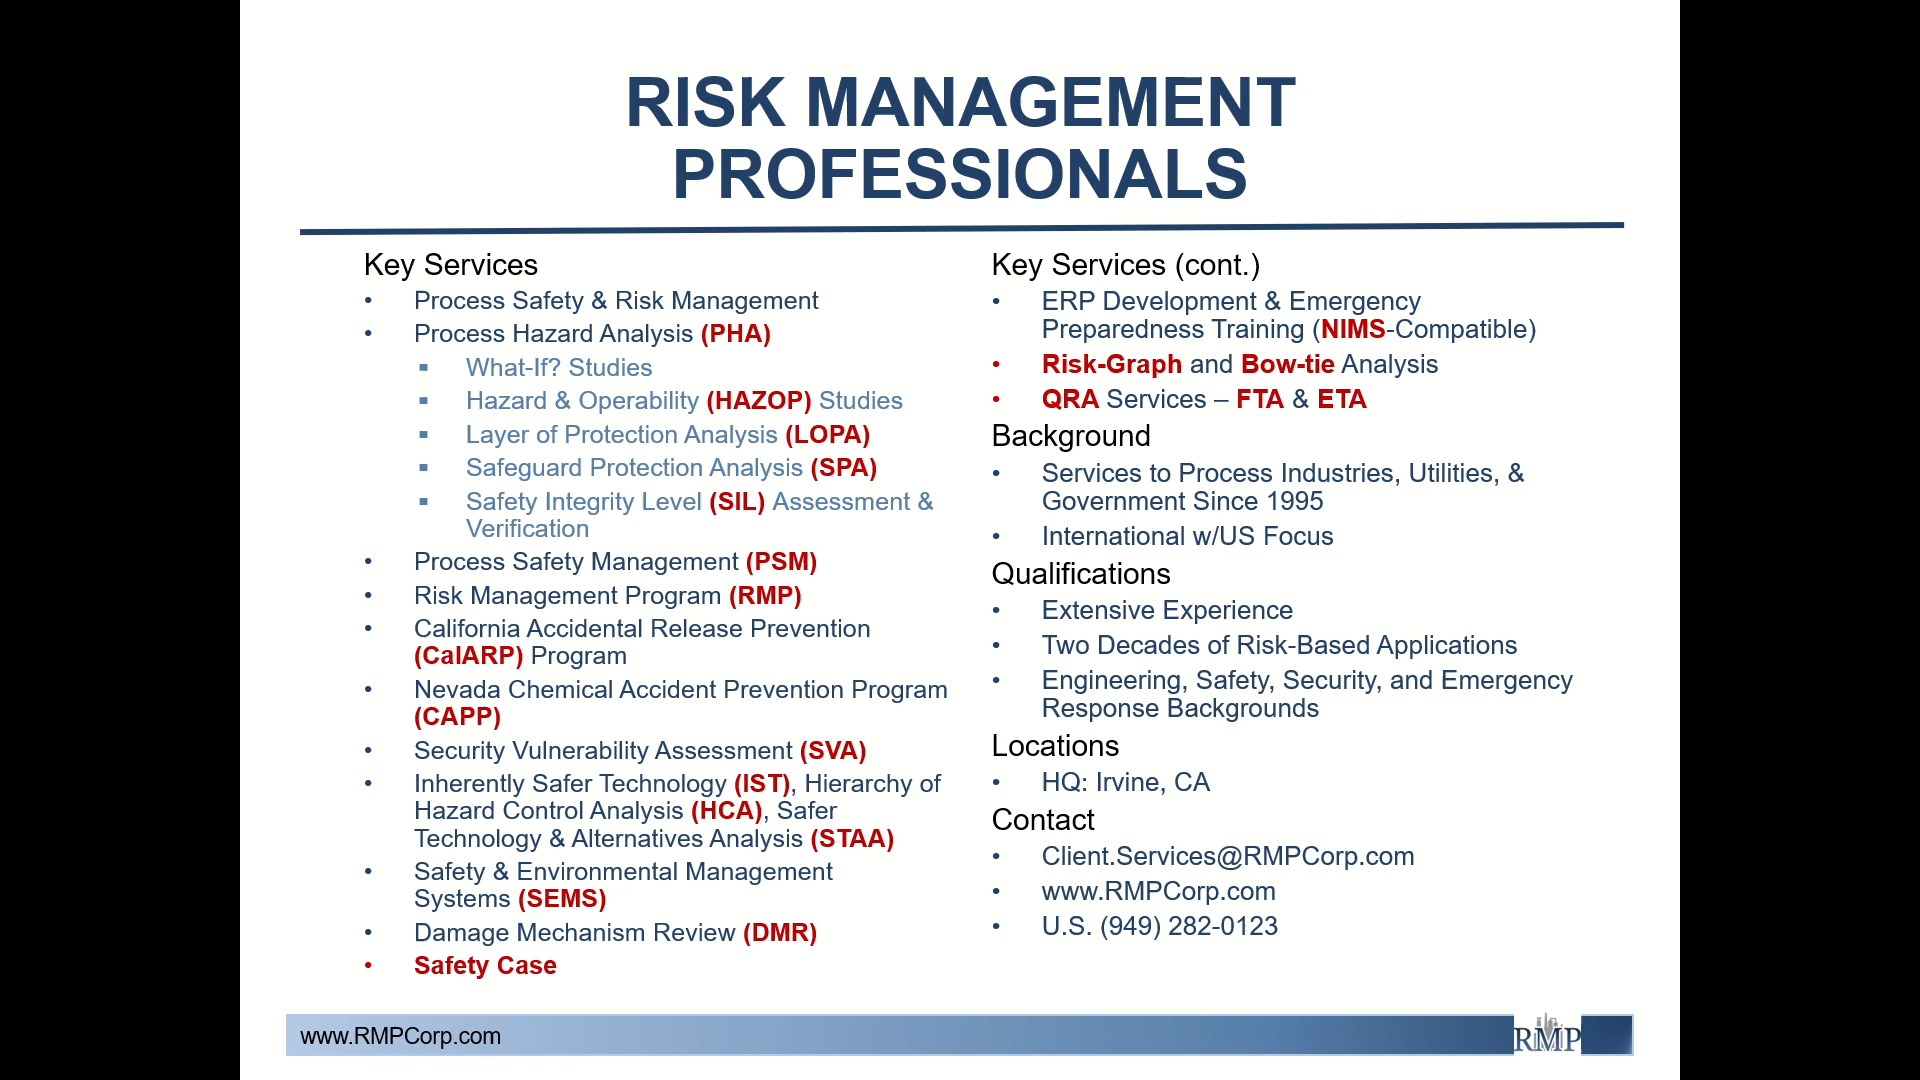 RISK MANAGEMENT
PROFESSIONALS
Key Services
• Process Safety & Risk Management
• Process Hazard Analysis (PHA)
▪ What-If? Studies
▪ Hazard & Operability (HAZOP) Studies
▪ Layer of Protection Analysis (LOPA)
▪ Safeguard Protection Analysis (SPA)
▪ Safety Integrity Level (SIL) Assessment &
Verification
• Process Safety Management (PSM)
• Risk Management Program (RMP)
• California Accidental Release Prevention
(CalARP) Program
• Nevada Chemical Accident Prevention Program
(CAPP)
• Security Vulnerability Assessment (SVA)
• Inherently Safer Technology (IST), Hierarchy of
Hazard Control Analysis (HCA), Safer
Technology & Alternatives Analysis (STAA)
• Safety & Environmental Management
Systems (SEMS)
• Damage Mechanism Review (DMR)
• Safety Case
Key Services (cont.)
• ERP Development & Emergency
Preparedness Training (NIMS-Compatible)
• Risk-Graph and Bow-tie Analysis
• QRA Services – FTA & ETA
Background
• Services to Process Industries, Utilities, &
Government Since 1995
• International w/US Focus
Qualifications
• Extensive Experience
• Two Decades of Risk-Based Applications
• Engineering, Safety, Security, and Emergency
Response Backgrounds
Locations
• HQ: Irvine, CA
Contact
• Client.Services@RMPCorp.com
• www.RMPCorp.com
• U.S. (949) 282-0123
www.RMPCorp.com
RMP